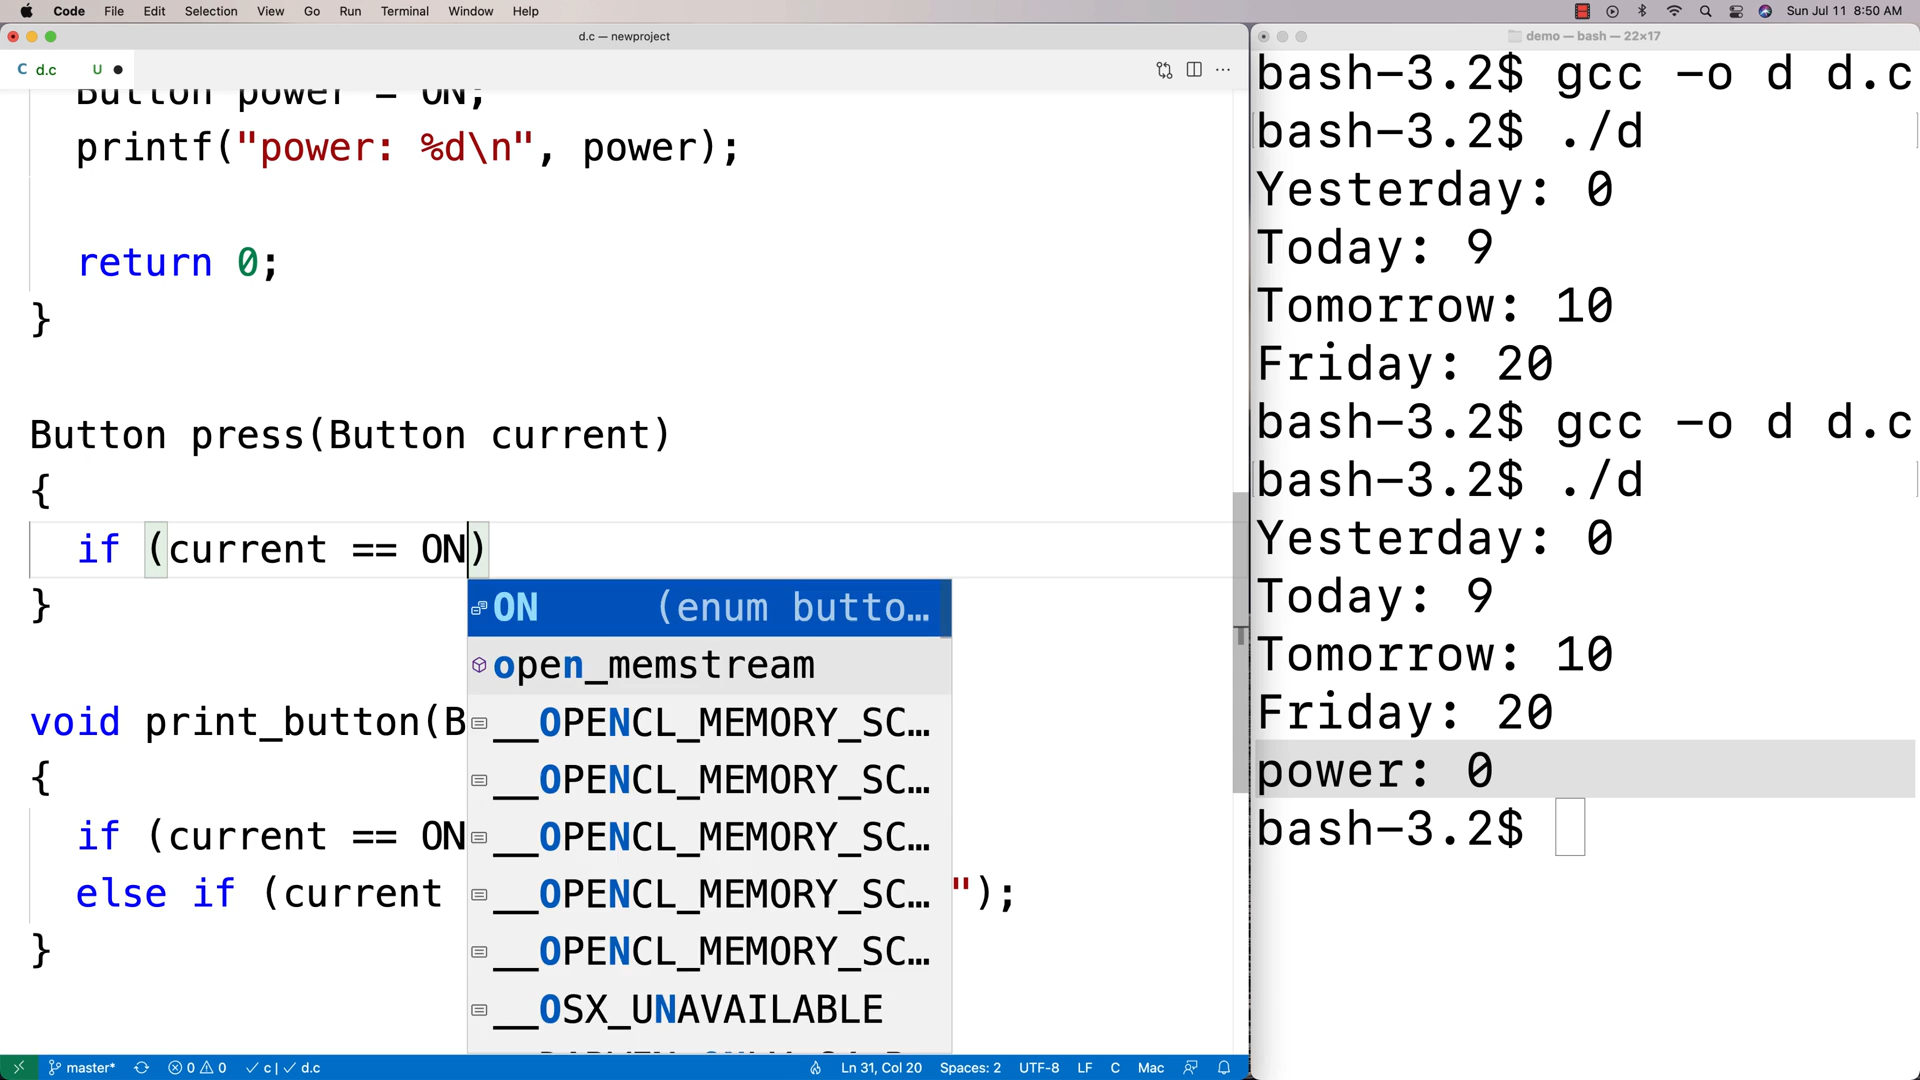 Code File Edit Selection View Go Run Terminal Window Help Sun Jul 11 8:50 AM
d.c — newproject
C d.c U
Button power = ON;
printf("power: %d\n", power);
return 0;
}
Button press(Button current)
{
if (current == ON)
}
ON (enum butto…
open_memstream
__OPENCL_MEMORY_SC…
__OPENCL_MEMORY_SC…
__OPENCL_MEMORY_SC…
__OPENCL_MEMORY_SC…
__OPENCL_MEMORY_SC…
__OSX_UNAVAILABLE
void print_button(B
{
if (current == ON
else if (current ");
}
master* 0 0 c | d.c Ln 31, Col 20 Spaces: 2 UTF-8 LF C Mac
demo — bash — 22×17
bash-3.2$ gcc -o d d.c
bash-3.2$ ./d
Yesterday: 0
Today: 9
Tomorrow: 10
Friday: 20
bash-3.2$ gcc -o d d.c
bash-3.2$ ./d
Yesterday: 0
Today: 9
Tomorrow: 10
Friday: 20
power: 0
bash-3.2$